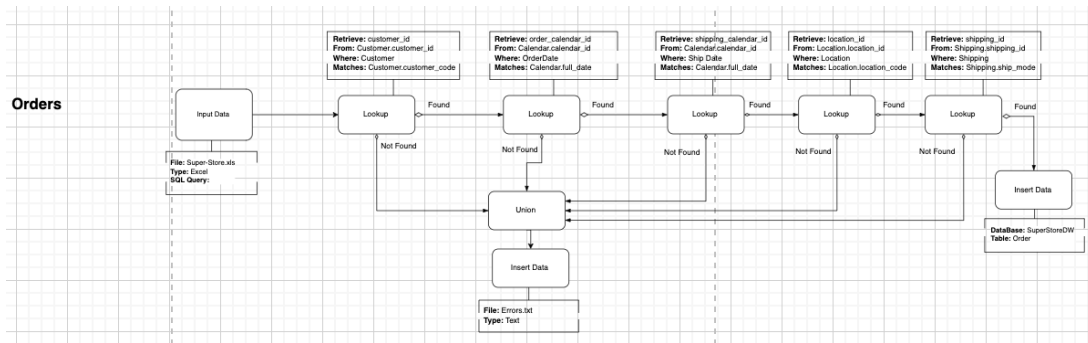 Retrieve: customer_id
From: Customer.customer_id
Where: Customer
Matches: Customer.customer_code
Retrieve: order_calendar_id
From: Calendar.calendar_id
Where: OrderDate
Matches: Calendar.full_date
Retrieve: shipping_calendar_id
From: Calendar.calendar_id
Where: Ship Date
Matches: Calendar.full_date
Retrieve: location_id
From: Location.location_id
Where: Location
Matches: Location.location_code
Retrieve: shipping_id
From: Shipping.shipping_id
Where: Shipping
Matches: Shipping.ship_mode
Orders
Input Data
Lookup
Found
Lookup
Found
Lookup
Found
Lookup
Found
Lookup
Found
Not Found
Not Found
Not Found
Not Found
Not Found
File: Super-Store.xls
Type: Excel
SQL Query:
Union
Insert Data
DataBase: SuperStoreDW
Table: Order
Insert Data
File: Errors.txt
Type: Text